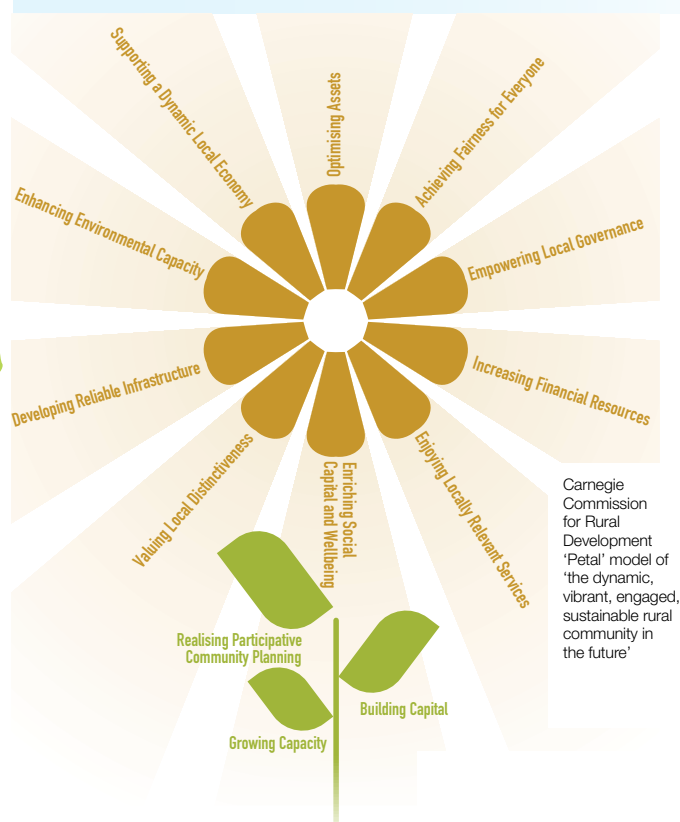 Supporting a Dynamic Local Economy
Optimising Assets
Achieving Fairness for Everyone
Enhancing Environmental Capacity
Empowering Local Governance
Developing Reliable Infrastructure
Increasing Financial Resources
Valuing Local Distinctiveness
Enriching Social
Capital and Wellbeing
Enjoying Locally Relevant Services
Carnegie
Commission
for Rural
Development
‘Petal’ model of
‘the dynamic,
vibrant, engaged,
sustainable rural
community in
the future’
Realising Participative
Community Planning
Building Capital
Growing Capacity